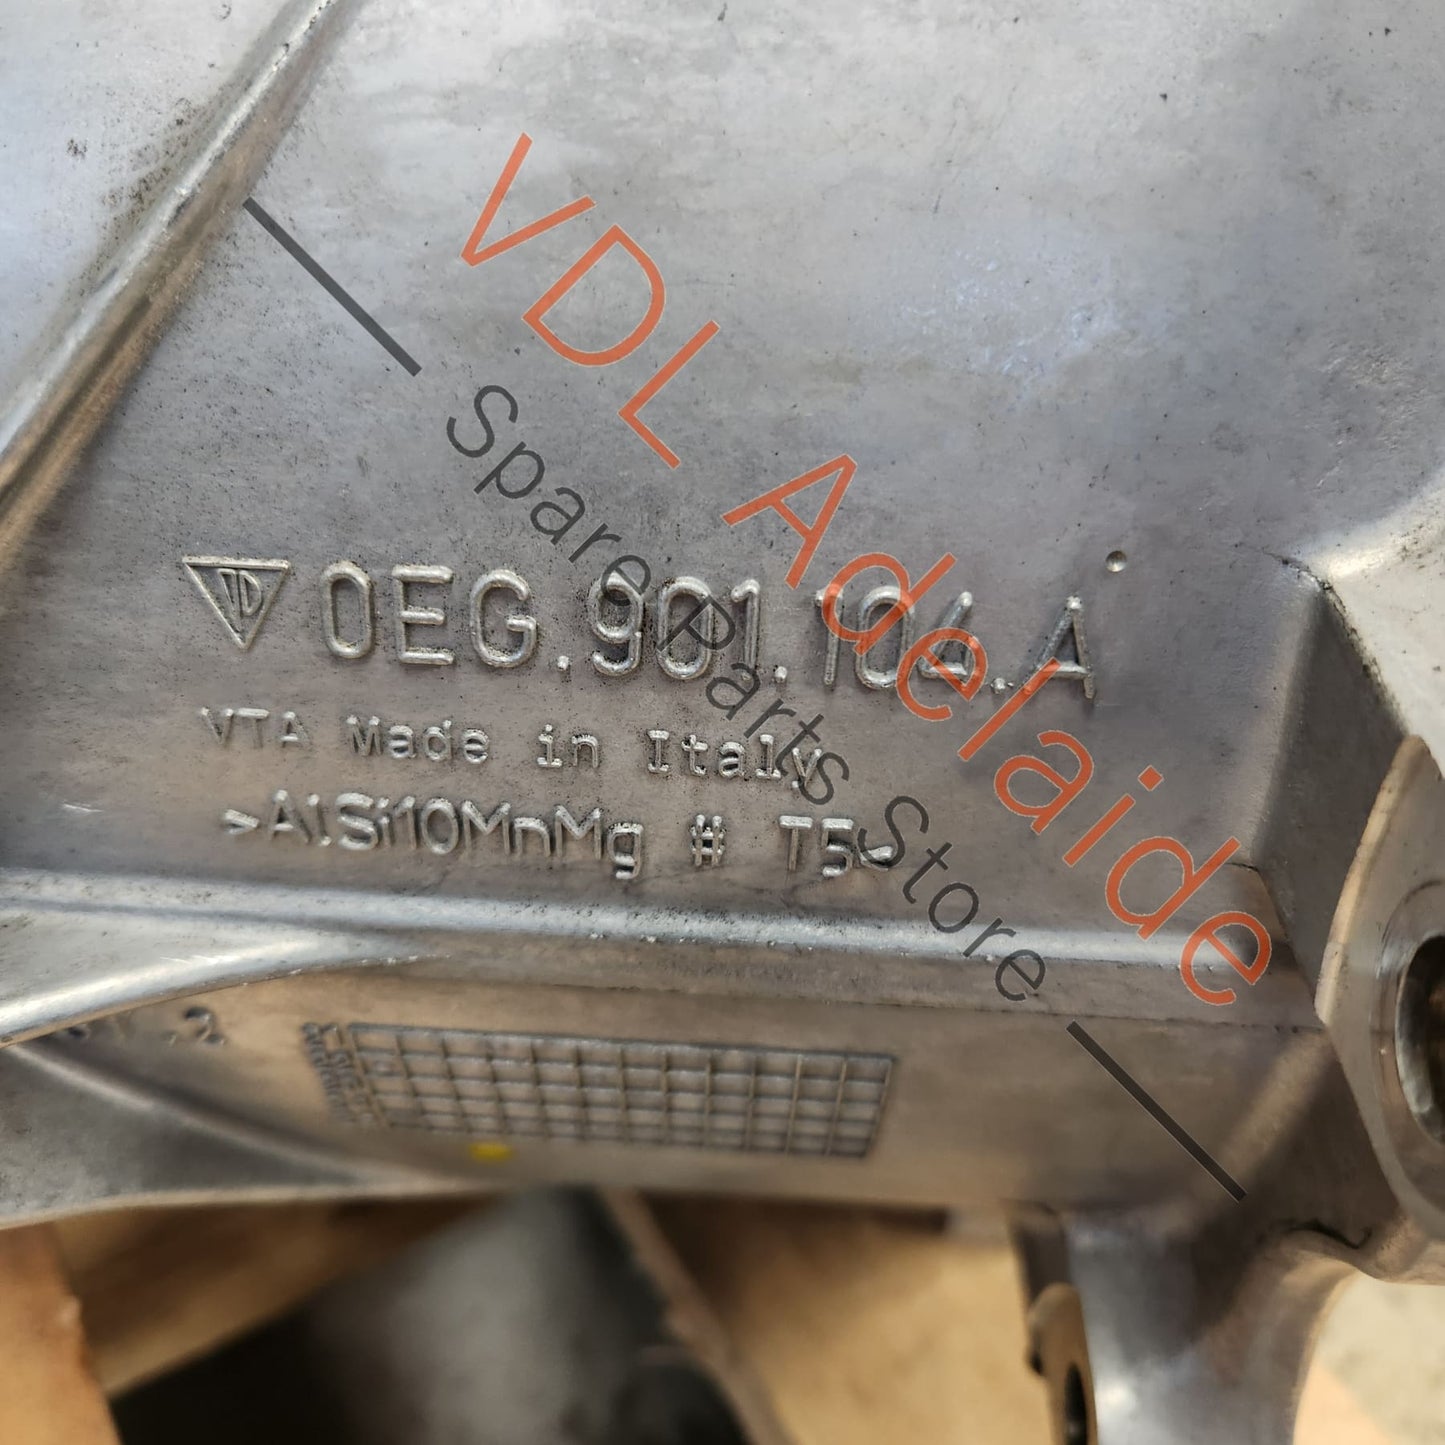 VDL Adelaide
Spare Parts Store
0EG.901.104.A
VTA Made in Italy
>AlSi10MnMg # T5<